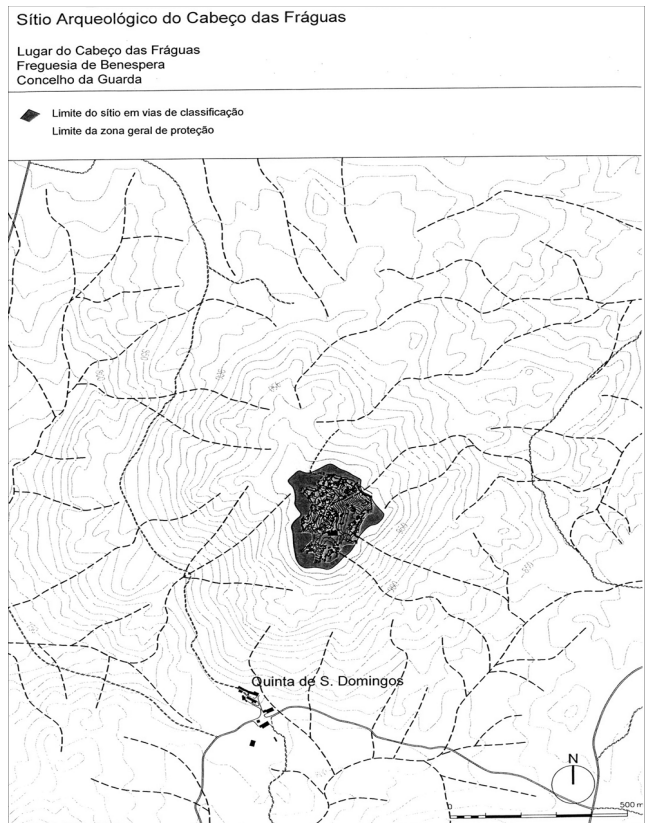 Sítio Arqueológico do Cabeço das Fráguas
Lugar do Cabeço das Fráguas
Freguesia de Benespera
Concelho da Guarda
Limite do sítio em vias de classificação
Limite da zona geral de proteção
Quinta de S. Domingos
N
0
500 m